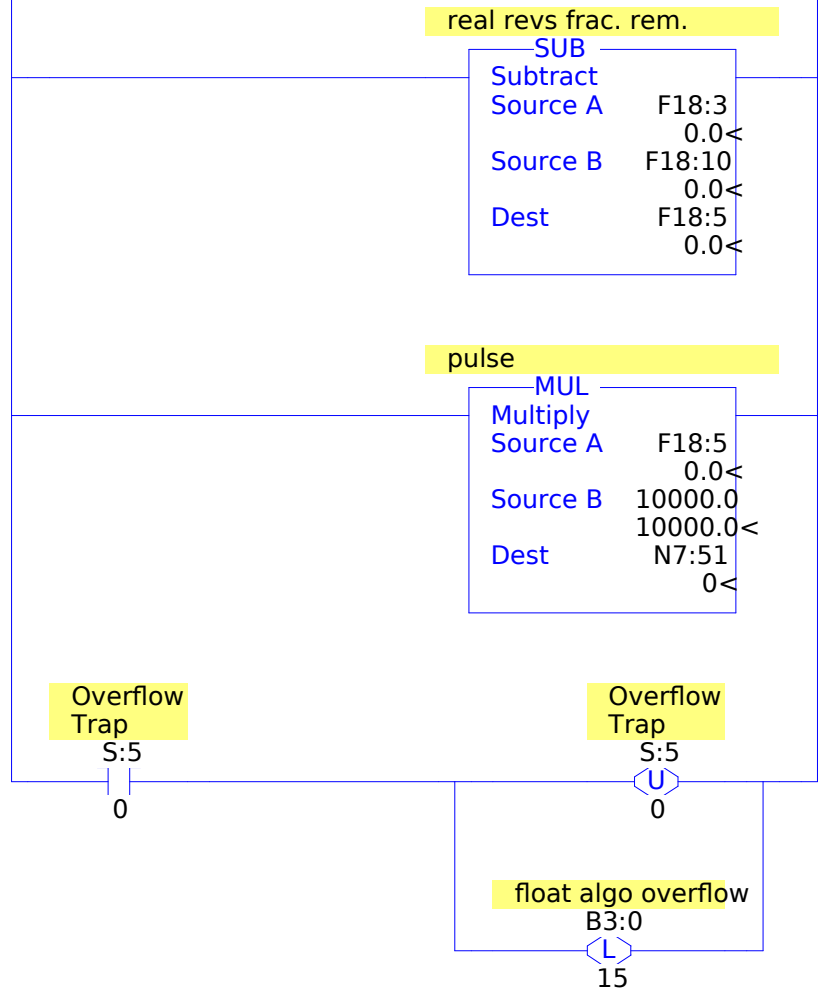 real revs frac. rem.
SUB
Subtract
Source A F18:3
0.0<
Source B F18:10
0.0<
Dest F18:5
0.0<
pulse
MUL
Multiply
Source A F18:5
0.0<
Source B 10000.0
10000.0<
Dest N7:51
0<
Overflow
Trap
S:5
0
Overflow
Trap
S:5
U
0
float algo overflow
B3:0
L
15